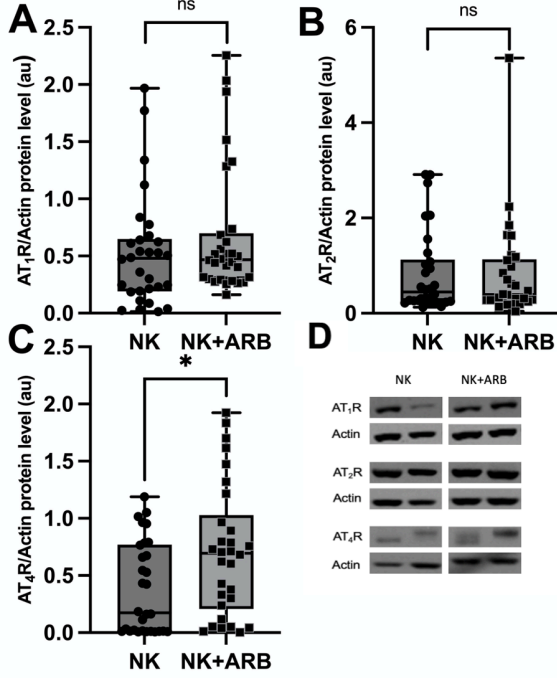 A
ns
AT₁R/Actin protein level (au)
2.5
2.0
1.5
1.0
0.5
0.0
NK NK+ARB
B
ns
AT₂R/Actin protein level (au)
6
4
2
0
NK NK+ARB
C
*
AT₄R/Actin protein level (au)
2.5
2.0
1.5
1.0
0.5
0.0
NK NK+ARB
D
NK NK+ARB
AT₁R
Actin
AT₂R
Actin
AT₄R
Actin